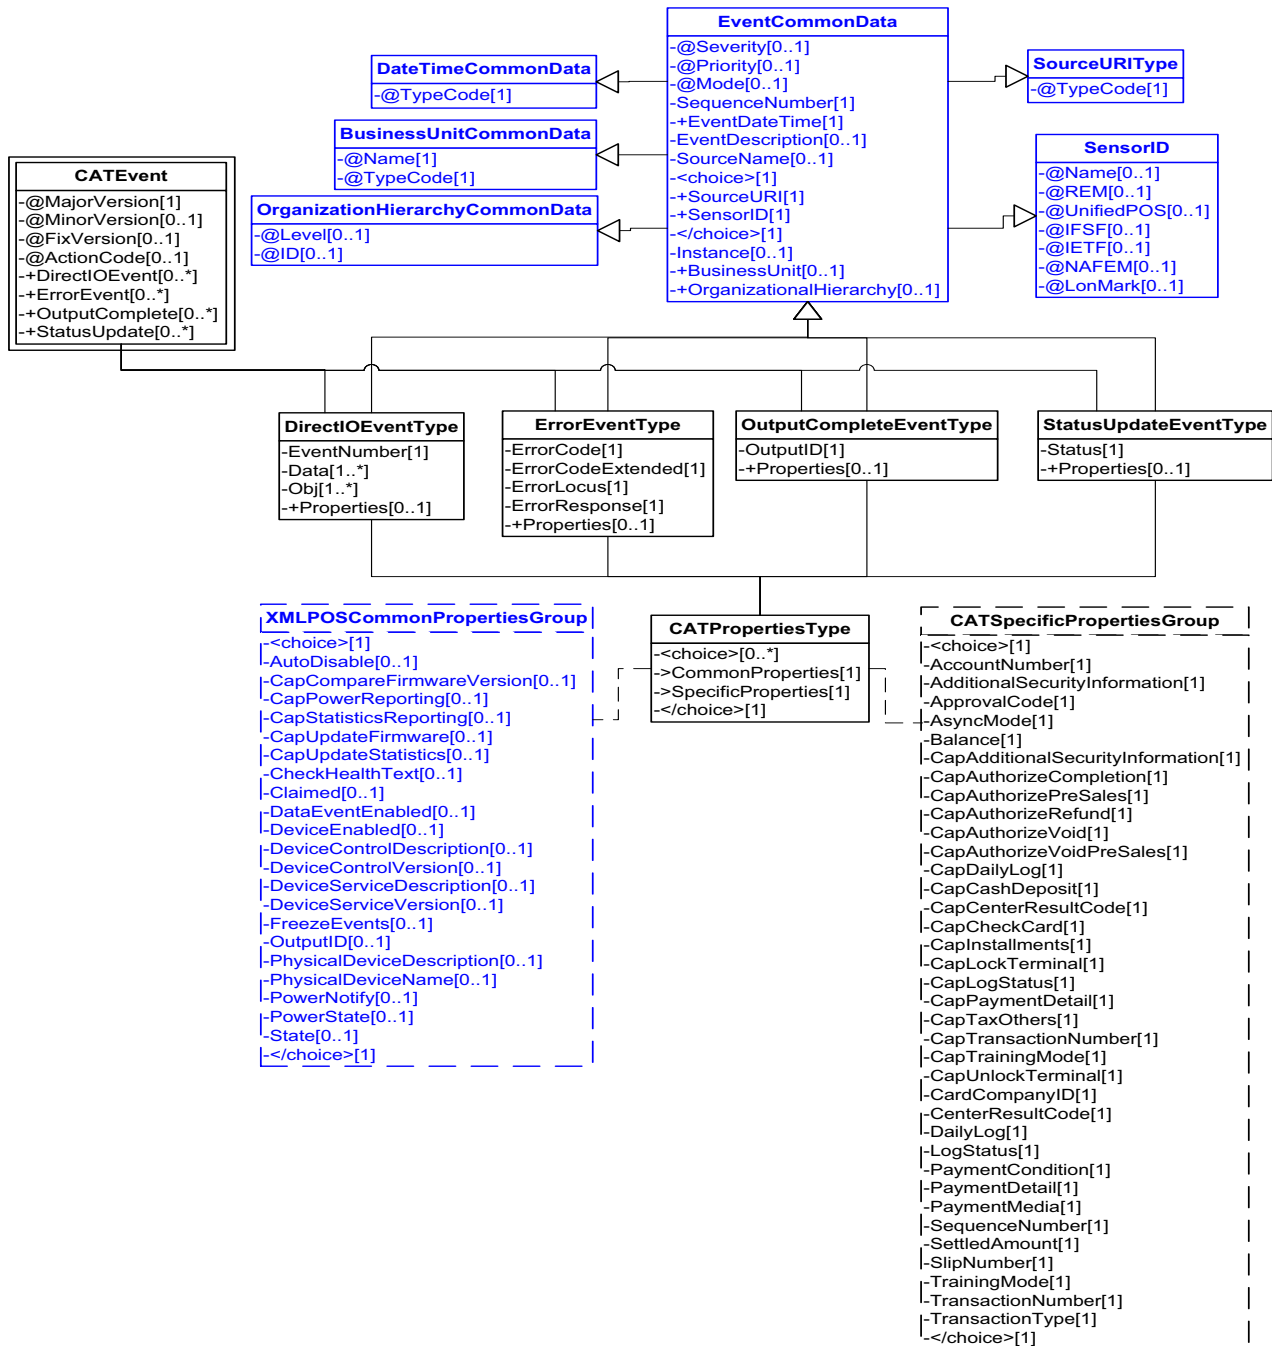 EventCommonData
-@Severity[0..1]
-@Priority[0..1]
-@Mode[0..1]
-SequenceNumber[1]
-+EventDateTime[1]
-EventDescription[0..1]
-SourceName[0..1]
-<choice>[1]
-+SourceURI[1]
-+SensorID[1]
-</choice>[1]
-Instance[0..1]
-+BusinessUnit[0..1]
-+OrganizationalHierarchy[0..1]
DateTimeCommonData
-@TypeCode[1]
BusinessUnitCommonData
-@Name[1]
-@TypeCode[1]
OrganizationHierarchyCommonData
-@Level[0..1]
-@ID[0..1]
SourceURIType
-@TypeCode[1]
SensorID
-@Name[0..1]
-@REM[0..1]
-@UnifiedPOS[0..1]
-@IFSF[0..1]
-@IETF[0..1]
-@NAFEM[0..1]
-@LonMark[0..1]
CATEvent
-@MajorVersion[1]
-@MinorVersion[0..1]
-@FixVersion[0..1]
-@ActionCode[0..1]
-+DirectIOEvent[0..*]
-+ErrorEvent[0..*]
-+OutputComplete[0..*]
-+StatusUpdate[0..*]
DirectIOEventType
-EventNumber[1]
-Data[1..*]
-Obj[1..*]
-+Properties[0..1]
ErrorEventType
-ErrorCode[1]
-ErrorCodeExtended[1]
-ErrorLocus[1]
-ErrorResponse[1]
-+Properties[0..1]
OutputCompleteEventType
-OutputID[1]
-+Properties[0..1]
StatusUpdateEventType
-Status[1]
-+Properties[0..1]
XMLPOSCommonPropertiesGroup
-<choice>[1]
-AutoDisable[0..1]
-CapCompareFirmwareVersion[0..1]
-CapPowerReporting[0..1]
-CapStatisticsReporting[0..1]
-CapUpdateFirmware[0..1]
-CapUpdateStatistics[0..1]
-CheckHealthText[0..1]
-Claimed[0..1]
-DataEventEnabled[0..1]
-DeviceEnabled[0..1]
-DeviceControlDescription[0..1]
-DeviceControlVersion[0..1]
-DeviceServiceDescription[0..1]
-DeviceServiceVersion[0..1]
-FreezeEvents[0..1]
-OutputID[0..1]
-PhysicalDeviceDescription[0..1]
-PhysicalDeviceName[0..1]
-PowerNotify[0..1]
-PowerState[0..1]
-State[0..1]
-</choice>[1]
CATPropertiesType
-<choice>[0..*]
->CommonProperties[1]
->SpecificProperties[1]
-</choice>[1]
CATSpecificPropertiesGroup
-<choice>[1]
-AccountNumber[1]
-AdditionalSecurityInformation[1]
-ApprovalCode[1]
-AsyncMode[1]
-Balance[1]
-CapAdditionalSecurityInformation[1]
-CapAuthorizeCompletion[1]
-CapAuthorizePreSales[1]
-CapAuthorizeRefund[1]
-CapAuthorizeVoid[1]
-CapAuthorizeVoidPreSales[1]
-CapDailyLog[1]
-CapCashDeposit[1]
-CapCenterResultCode[1]
-CapCheckCard[1]
-CapInstallments[1]
-CapLockTerminal[1]
-CapLogStatus[1]
-CapPaymentDetail[1]
-CapTaxOthers[1]
-CapTransactionNumber[1]
-CapTrainingMode[1]
-CapUnlockTerminal[1]
-CardCompanyID[1]
-CenterResultCode[1]
-DailyLog[1]
-LogStatus[1]
-PaymentCondition[1]
-PaymentDetail[1]
-PaymentMedia[1]
-SequenceNumber[1]
-SettledAmount[1]
-SlipNumber[1]
-TrainingMode[1]
-TransactionNumber[1]
-TransactionType[1]
-</choice>[1]